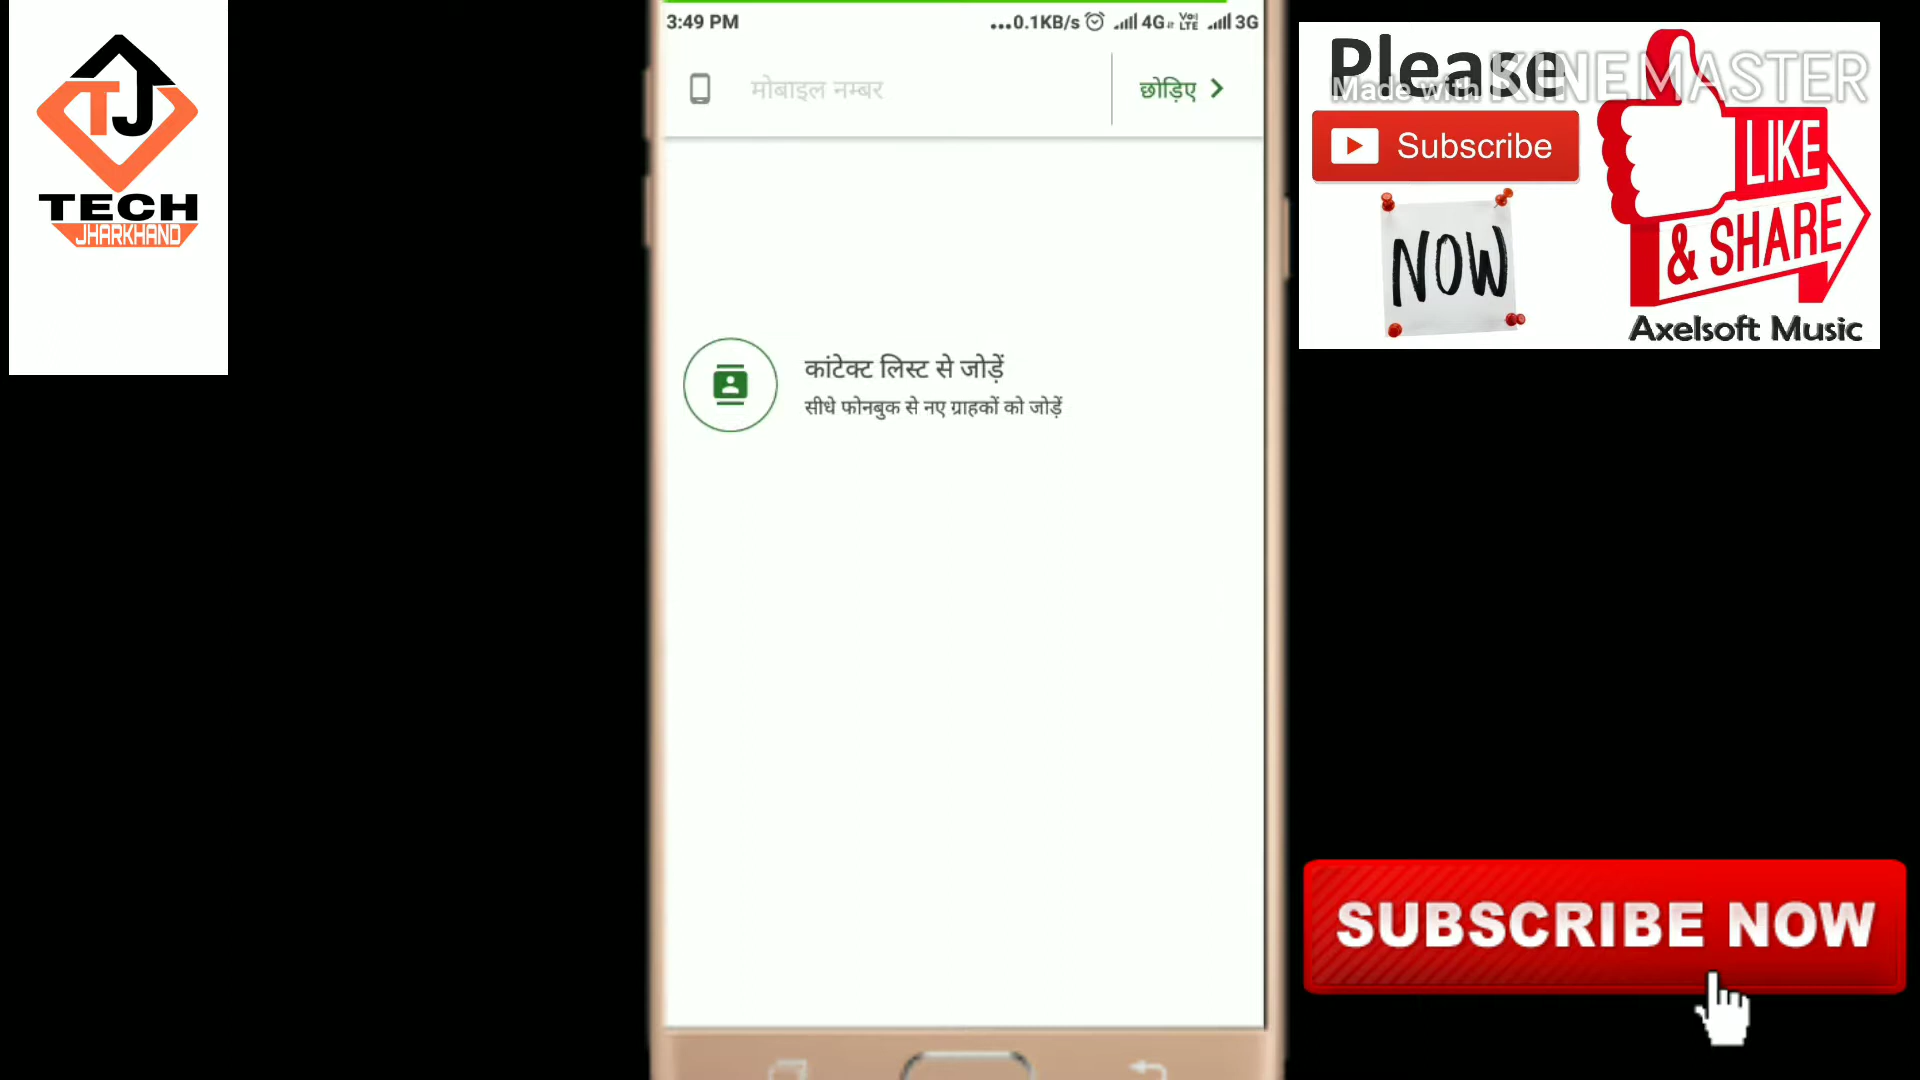 TJ
TECH
JHARKHAND
3:49 PM
...0.1KB/s 4G VoLTE 3G
मोबाइल नम्बर
छोड़िए
कांटेक्ट लिस्ट से जोड़ें
सीधे फोनबुक से नए ग्राहकों को जोड़ें
Please
Made with KINEMASTER
Subscribe
NOW
LIKE
& SHARE
Axelsoft Music
SUBSCRIBE NOW